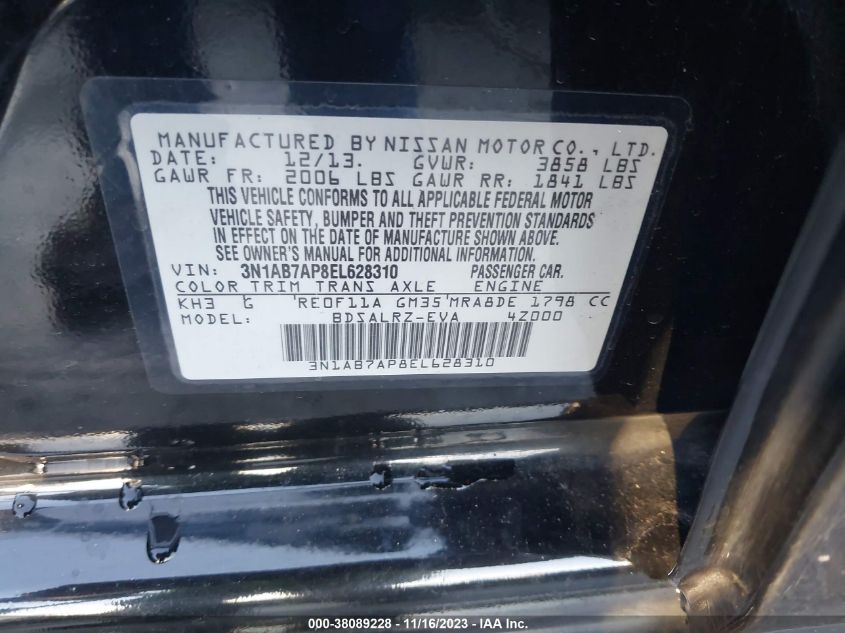 MANUFACTURED BY NISSAN MOTOR CO., LTD.
DATE: 12/13. GVWR: 3858 LBS
GAWR FR: 2006 LBS GAWR RR: 1841 LBS
THIS VEHICLE CONFORMS TO ALL APPLICABLE FEDERAL MOTOR
VEHICLE SAFETY, BUMPER AND THEFT PREVENTION STANDARDS
IN EFFECT ON THE DATE OF MANUFACTURE SHOWN ABOVE.
SEE OWNER'S MANUAL FOR ADDITIONAL INFORMATION.
VIN: 3N1AB7AP8EL628310 PASSENGER CAR.
COLOR TRIM TRANS AXLE ENGINE
KH3 G RE0F11A GM35 MRA8DE 1798 CC
MODEL: BDSALRZ-EVA 4Z000
3N1AB7AP8EL628310
000-38089228 - 11/16/2023 - IAAI.com